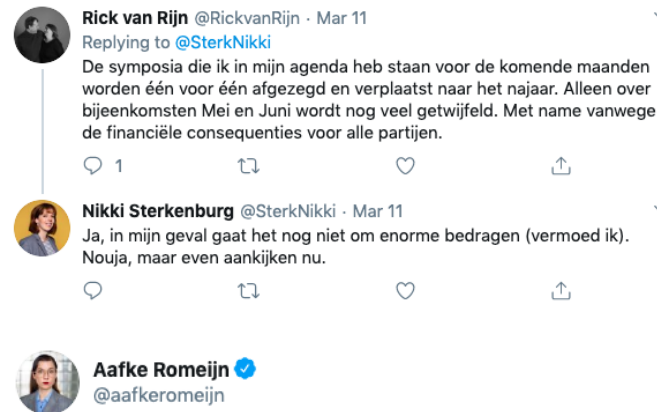 Rick van Rijn @RickvanRijn · Mar 11
Replying to @SterkNikki
De symposia die ik in mijn agenda heb staan voor de komende maanden
worden één voor één afgezegd en verplaatst naar het najaar. Alleen over
bijeenkomsten Mei en Juni wordt nog veel getwijfeld. Met name vanwege
de financiële consequenties voor alle partijen.
1
Nikki Sterkenburg @SterkNikki · Mar 11
Ja, in mijn geval gaat het nog niet om enorme bedragen (vermoed ik).
Nouja, maar even aankijken nu.
Aafke Romeijn
@aafkeromeijn